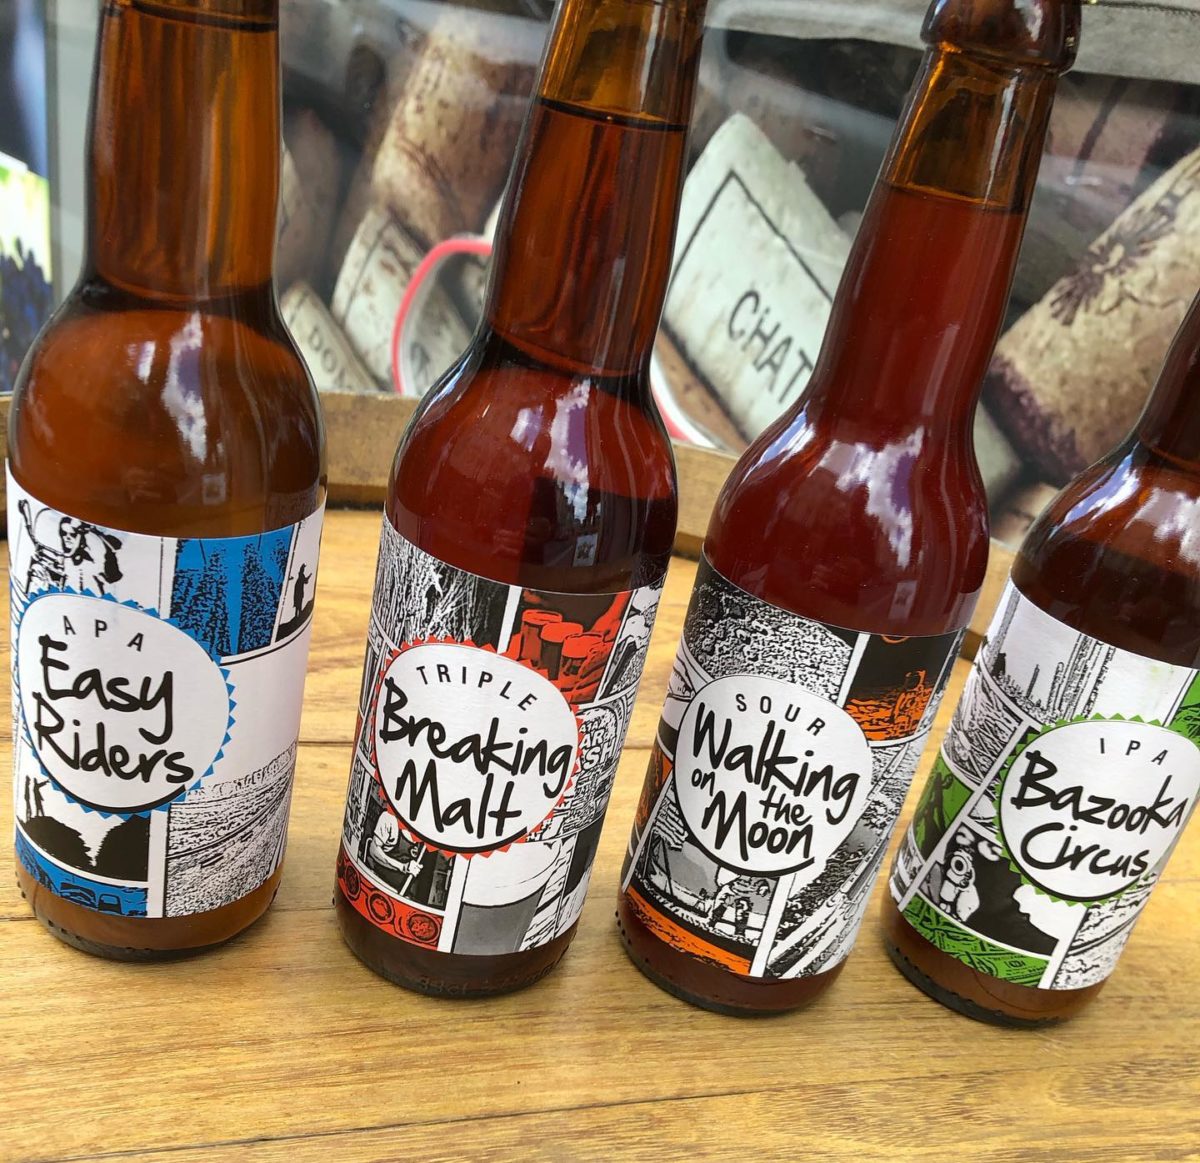 APA
Easy
Riders
TRIPLE
Breaking
Malt
SOUR
Walking
on the
Moon
IPA
Bazooka
Circus
CHAT